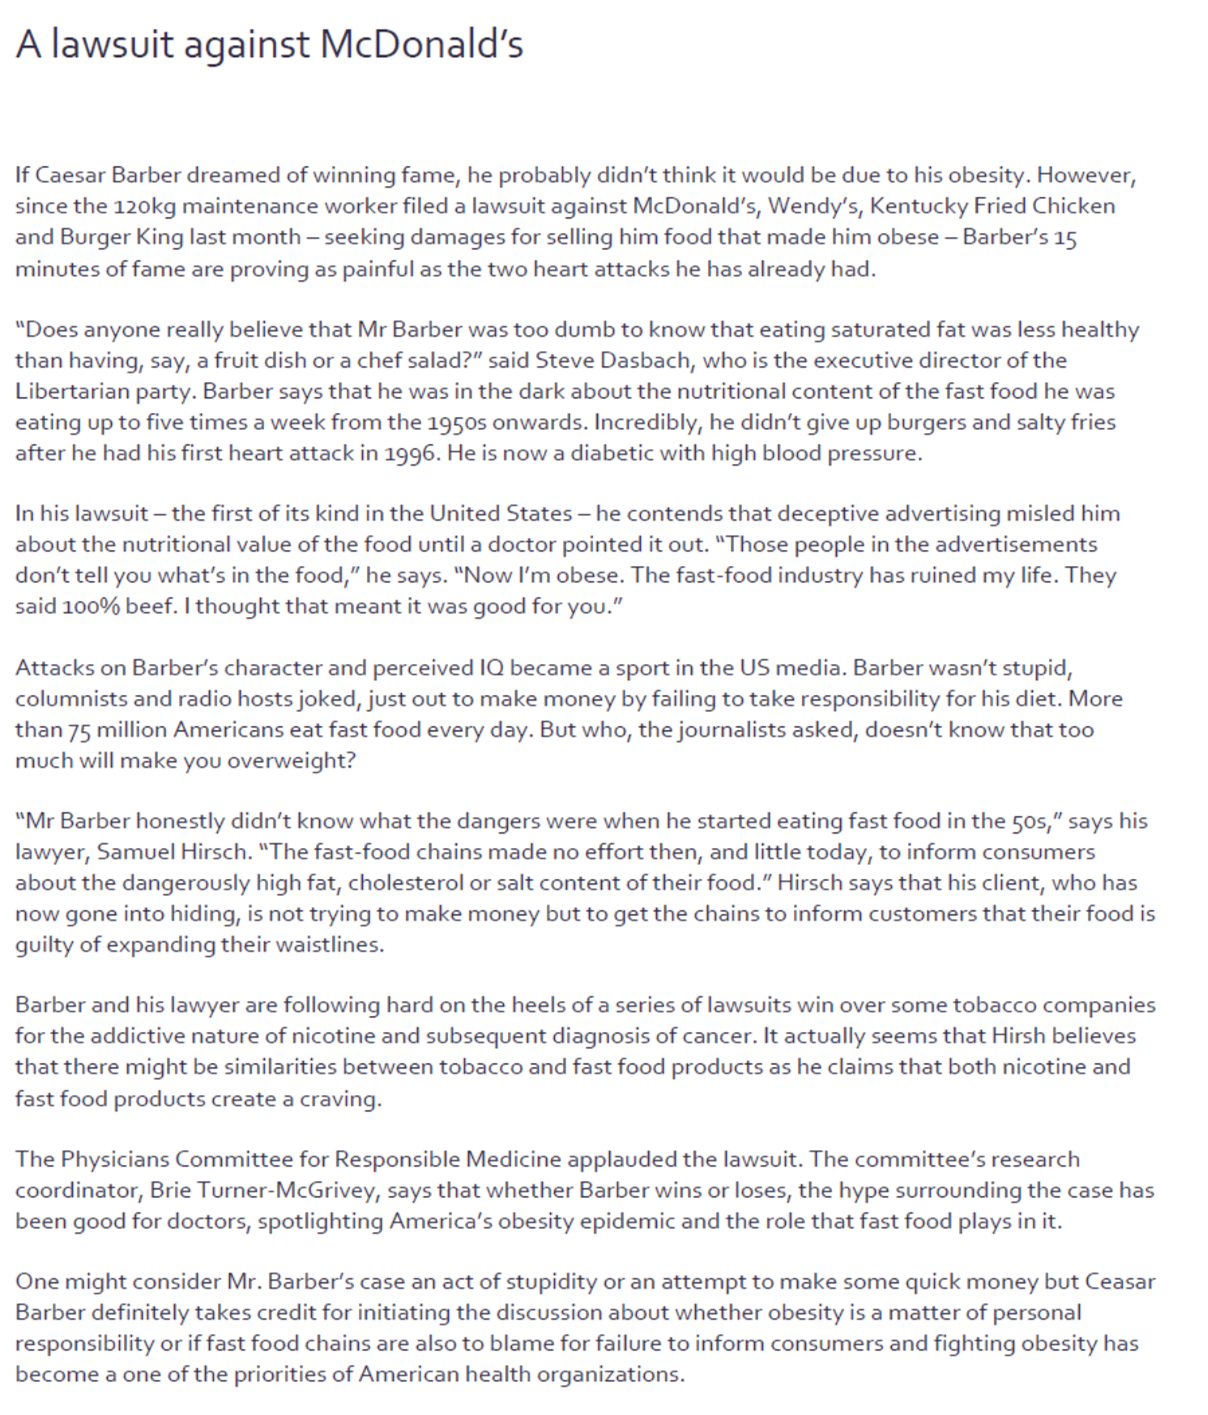 A lawsuit against McDonald's
If Caesar Barber dreamed of winning fame, he probably didn't think it would be due to his obesity. However,
since the 120kg maintenance worker filed a lawsuit against McDonald's, Wendy's, Kentucky Fried Chicken
and Burger King last month – seeking damages for selling him food that made him obese – Barber's 15
minutes of fame are proving as painful as the two heart attacks he has already had.
"Does anyone really believe that Mr Barber was too dumb to know that eating saturated fat was less healthy
than having, say, a fruit dish or a chef salad?" said Steve Dasbach, who is the executive director of the
Libertarian party. Barber says that he was in the dark about the nutritional content of the fast food he was
eating up to five times a week from the 1950s onwards. Incredibly, he didn't give up burgers and salty fries
after he had his first heart attack in 1996. He is now a diabetic with high blood pressure.
In his lawsuit – the first of its kind in the United States – he contends that deceptive advertising misled him
about the nutritional value of the food until a doctor pointed it out. "Those people in the advertisements
don't tell you what's in the food," he says. "Now I'm obese. The fast-food industry has ruined my life. They
said 100% beef. I thought that meant it was good for you."
Attacks on Barber's character and perceived IQ became a sport in the US media. Barber wasn't stupid,
columnists and radio hosts joked, just out to make money by failing to take responsibility for his diet. More
than 75 million Americans eat fast food every day. But who, the journalists asked, doesn't know that too
much will make you overweight?
"Mr Barber honestly didn't know what the dangers were when he started eating fast food in the 50s," says his
lawyer, Samuel Hirsch. "The fast-food chains made no effort then, and little today, to inform consumers
about the dangerously high fat, cholesterol or salt content of their food." Hirsch says that his client, who has
now gone into hiding, is not trying to make money but to get the chains to inform customers that their food is
guilty of expanding their waistlines.
Barber and his lawyer are following hard on the heels of a series of lawsuits win over some tobacco companies
for the addictive nature of nicotine and subsequent diagnosis of cancer. It actually seems that Hirsh believes
that there might be similarities between tobacco and fast food products as he claims that both nicotine and
fast food products create a craving.
The Physicians Committee for Responsible Medicine applauded the lawsuit. The committee's research
coordinator, Brie Turner-McGrivey, says that whether Barber wins or loses, the hype surrounding the case has
been good for doctors, spotlighting America's obesity epidemic and the role that fast food plays in it.
One might consider Mr. Barber's case an act of stupidity or an attempt to make some quick money but Ceasar
Barber definitely takes credit for initiating the discussion about whether obesity is a matter of personal
responsibility or if fast food chains are also to blame for failure to inform consumers and fighting obesity has
become a one of the priorities of American health organizations.